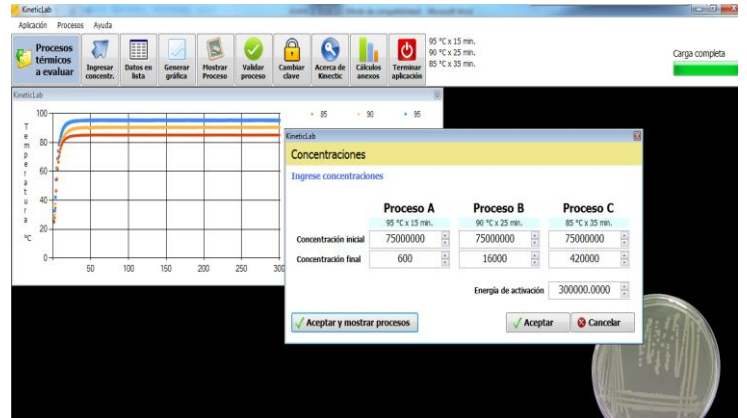 KineticLab
Aplicación Procesos Ayuda
Procesos térmicos a evaluar
Ingresar concentr.
Datos en lista
Generar gráfica
Mostrar Proceso
Validar proceso
Cambiar clave
Acerca de Kinectic
Cálculos anexos
Terminar aplicación
95 °C x 15 min.
90 °C x 25 min.
85 °C x 35 min.
Carga completa
KineticLab
85 90 95
Temperatura °C
100
80
60
40
20
0
50 100 150 200 250 300
KineticLab
Concentraciones
Ingrese concentraciones
Proceso A Proceso B Proceso C
95 °C x 15 min. 90 °C x 25 min. 85 °C x 35 min.
Concentración inicial 75000000 75000000 75000000
Concentración final 600 16000 420000
Energía de activación 300000.0000
Aceptar y mostrar procesos Aceptar Cancelar